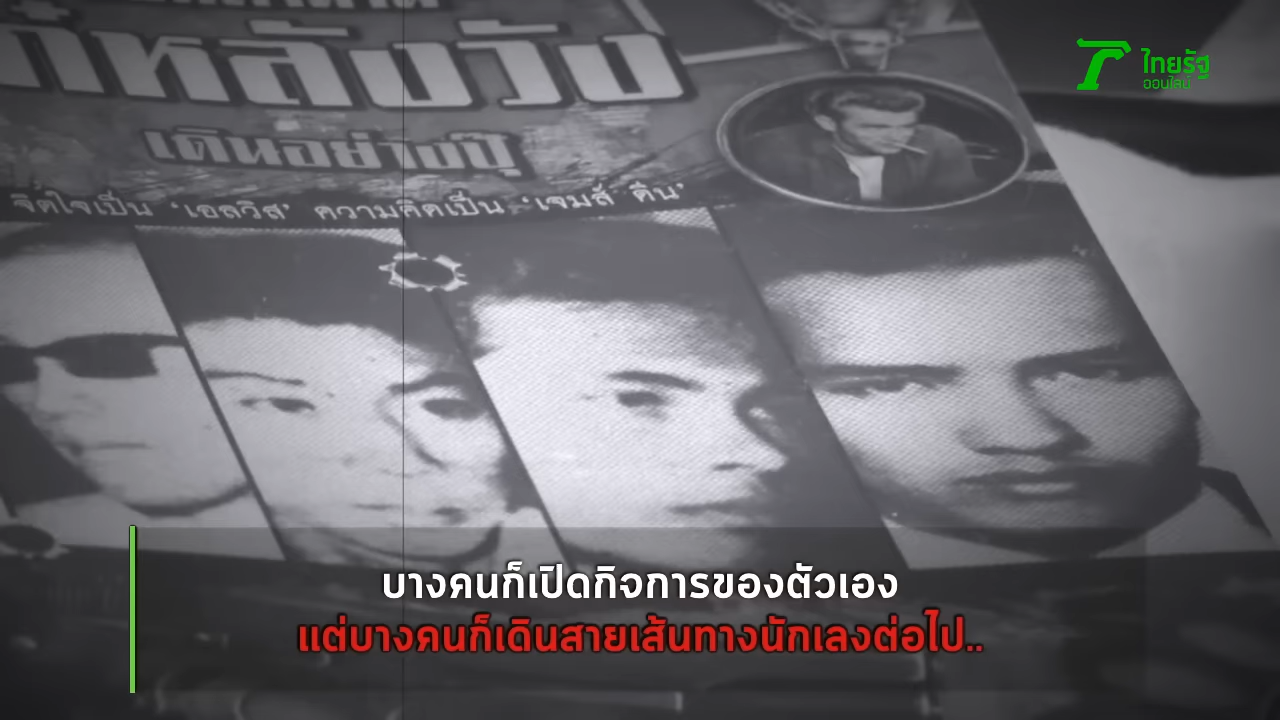 ไทยรัฐ
ออนไลน์
หลังวัง
เดินอย่างปุ๊
จิตใจเป็น ‘เอลวิส’ ความคิดเป็น ‘เจมส์ ดีน’
บางคนก็เปิดกิจการของตัวเอง
แต่บางคนก็เดินสายเส้นทางนักเลงต่อไป..